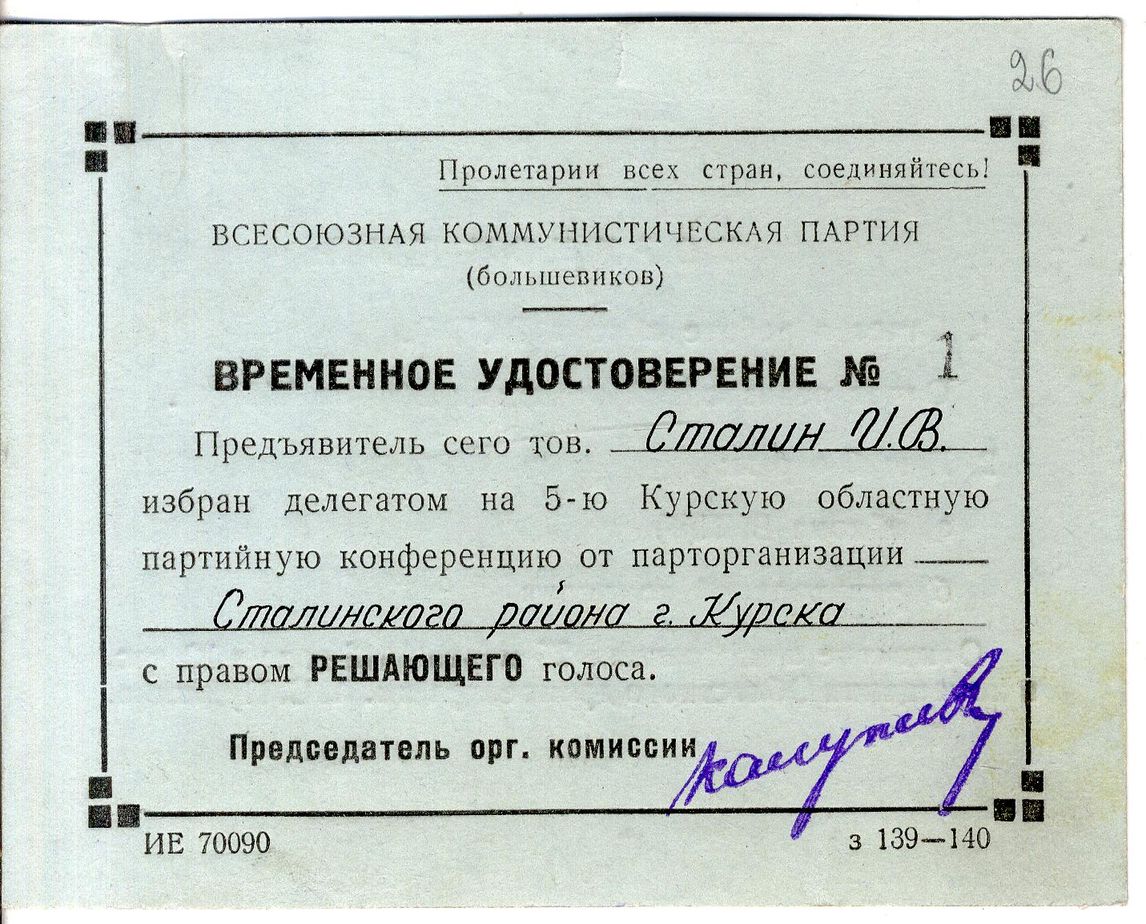 26
Пролетарии всех стран, соединяйтесь!
ВСЕСОЮЗНАЯ КОММУНИСТИЧЕСКАЯ ПАРТИЯ
(большевиков)
ВРЕМЕННОЕ УДОСТОВЕРЕНИЕ № 1
Предъявитель сего тов. Сталин И.В.
избран делегатом на 5-ю Курскую областную
партийную конференцию от парторганизации
Сталинского района г. Курска
с правом РЕШАЮЩЕГО голоса.
Председатель орг. комиссии
ИЕ 70090 з 139—140